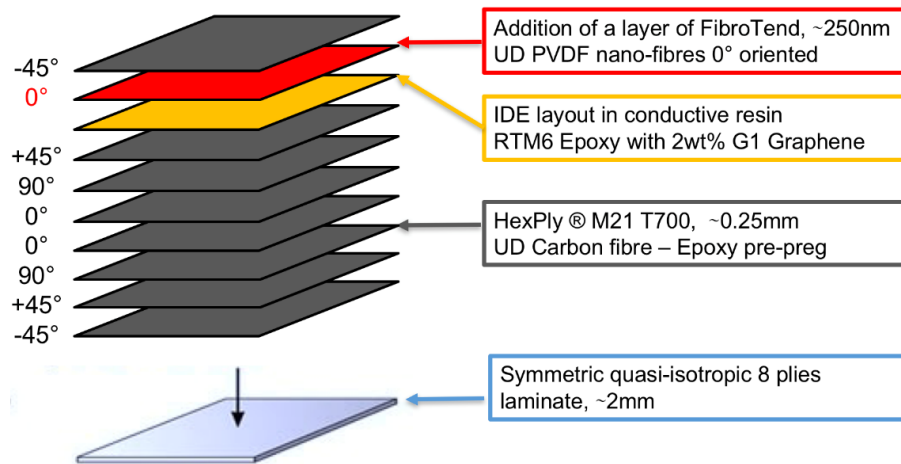 Addition of a layer of FibroTend, ~250nm
UD PVDF nano-fibres 0° oriented
-45°
0°
IDE layout in conductive resin
RTM6 Epoxy with 2wt% G1 Graphene
+45°
90°
0°
HexPly ® M21 T700, ~0.25mm
UD Carbon fibre – Epoxy pre-preg
0°
90°
+45°
-45°
Symmetric quasi-isotropic 8 plies
laminate, ~2mm